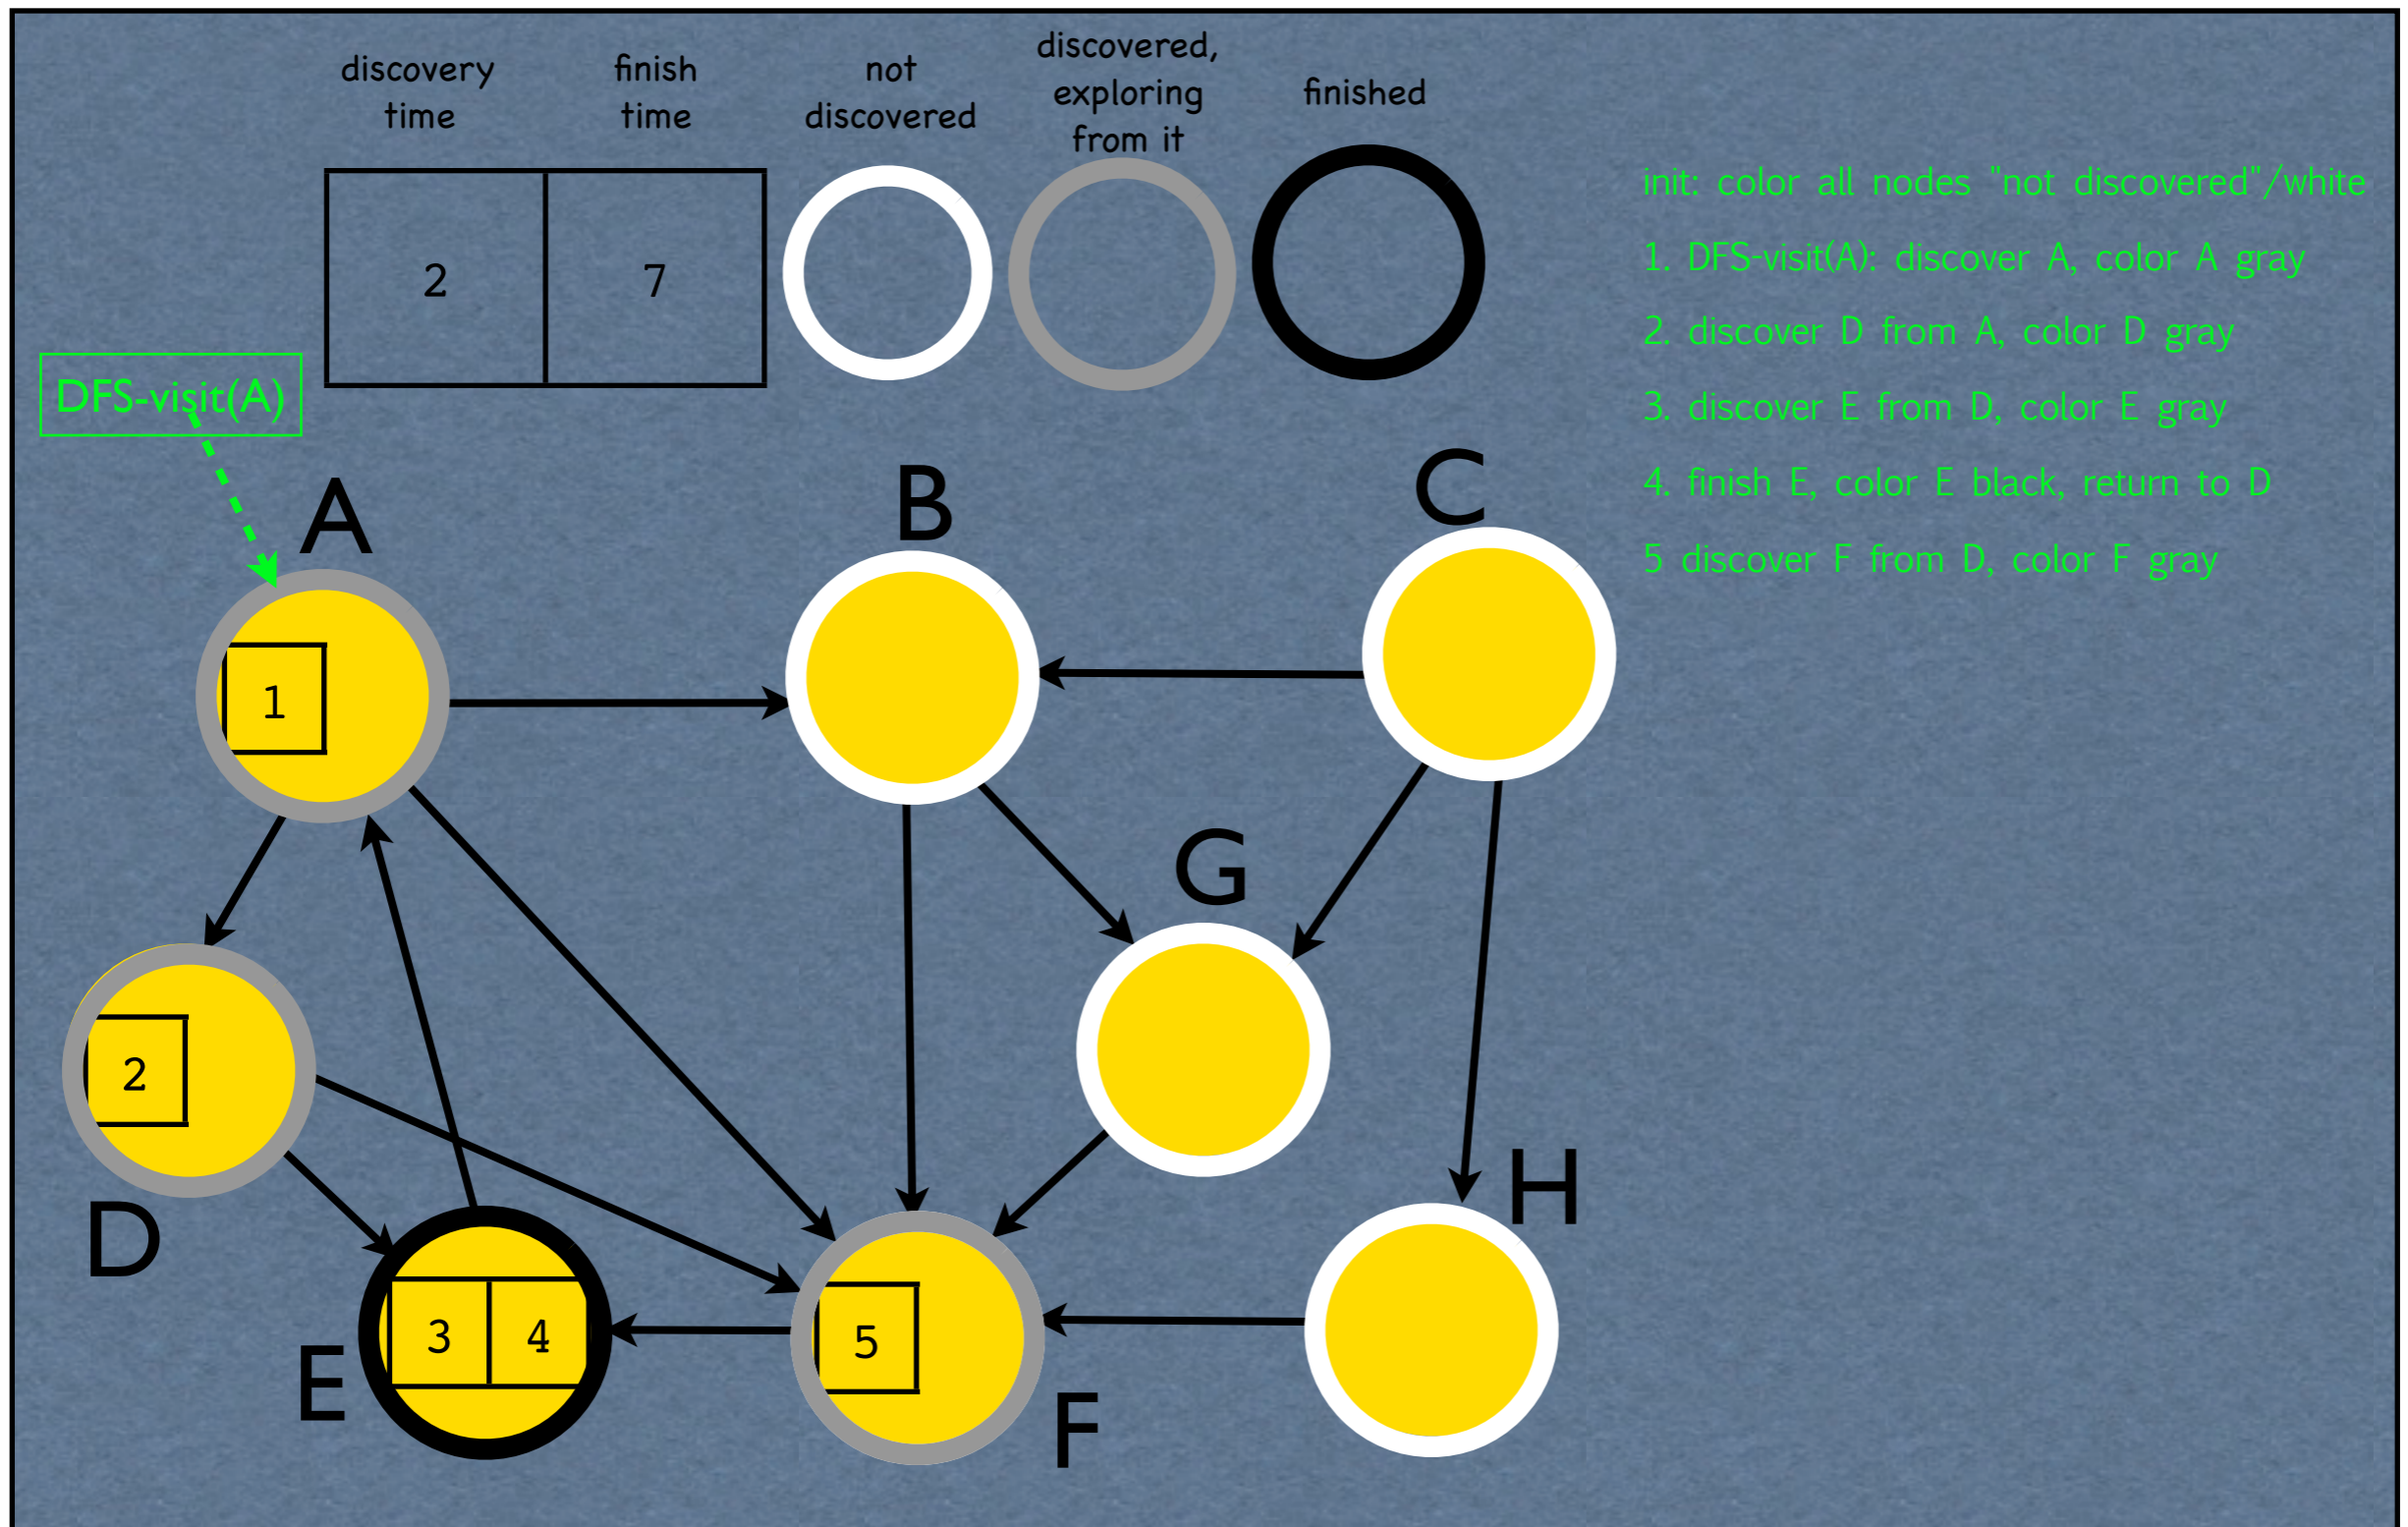 discovery
time
finish
time
not
discovered
discovered,
exploring
from it
finished
2
7
init: color all nodes "not discovered"/white
1. DFS-visit(A): discover A, color A gray
2. discover D from A, color D gray
3. discover E from D, color E gray
4. finish E, color E black, return to D
5 discover F from D, color F gray
DFS-visit(A)
A
B
C
1
G
2
D
H
E
3
4
5
F